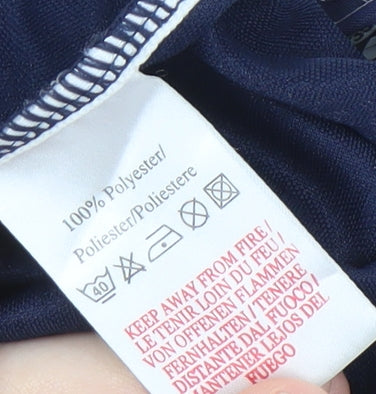 100% Polyester/
Poliester/Poliestere
40
KEEP AWAY FROM FIRE/
LE TENIR LOIN DU FEU/
VON OFFENEN FLAMMEN
FERNHALTEN/TENERE
DISTANTE DAL FUOCO/
MANTENER LEJOS DEL
FUEGO